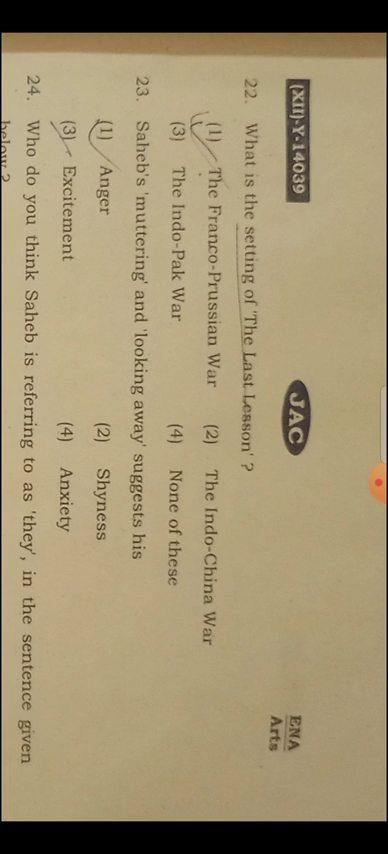 (XII)-Y-14039
JAC
ENA
Arts
22. What is the setting of 'The Last Lesson' ?
(1) The Franco-Prussian War (2) The Indo-China War
(3) The Indo-Pak War (4) None of these
23. Saheb's 'muttering' and 'looking away' suggests his
(1) Anger (2) Shyness
(3) Excitement (4) Anxiety
24. Who do you think Saheb is referring to as 'they', in the sentence given
below ?